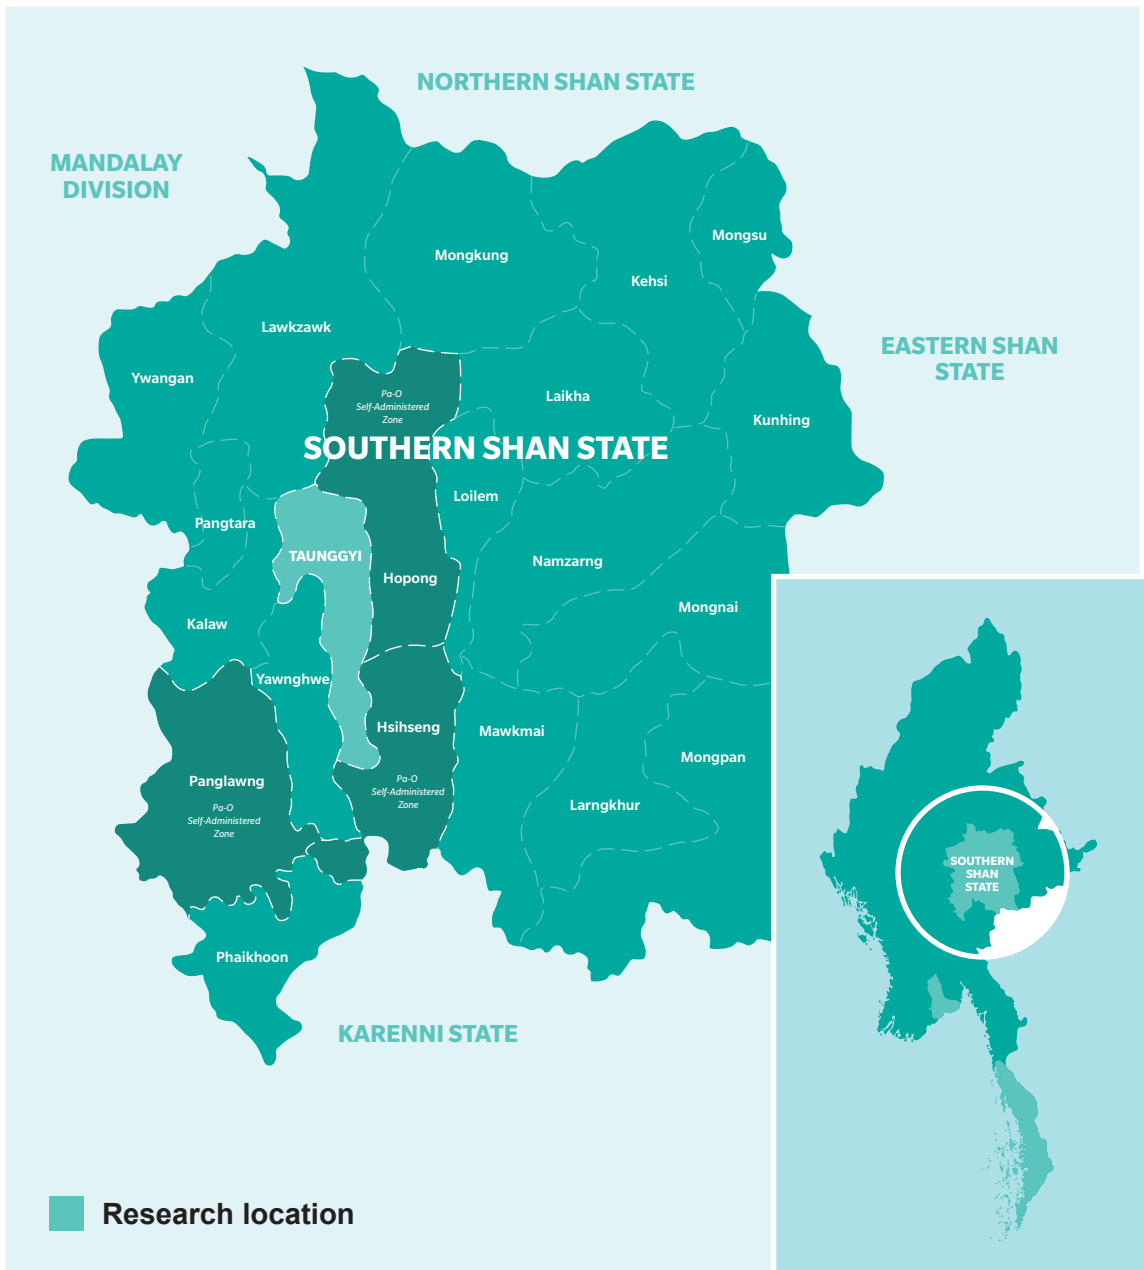 NORTHERN SHAN STATE
MANDALAY
DIVISION
Mongsu
Mongkung
Kehsi
Lawkzawk
EASTERN SHAN
STATE
Ywangan
Pa-O
Self-Administered
Zone
Laikha
Kunhing
SOUTHERN SHAN STATE
Loilem
Pangtara
TAUNGGYI
Namzarng
Hopong
Mongnai
Kalaw
Yawnghwe
Hsihseng
Mawkmai
Mongpan
Panglawng
Pa-O
Self-Administered
Zone
Pa-O
Self-Administered
Zone
Larngkhur
SOUTHERN
SHAN
STATE
Phaikhoon
KARENNI STATE
Research location